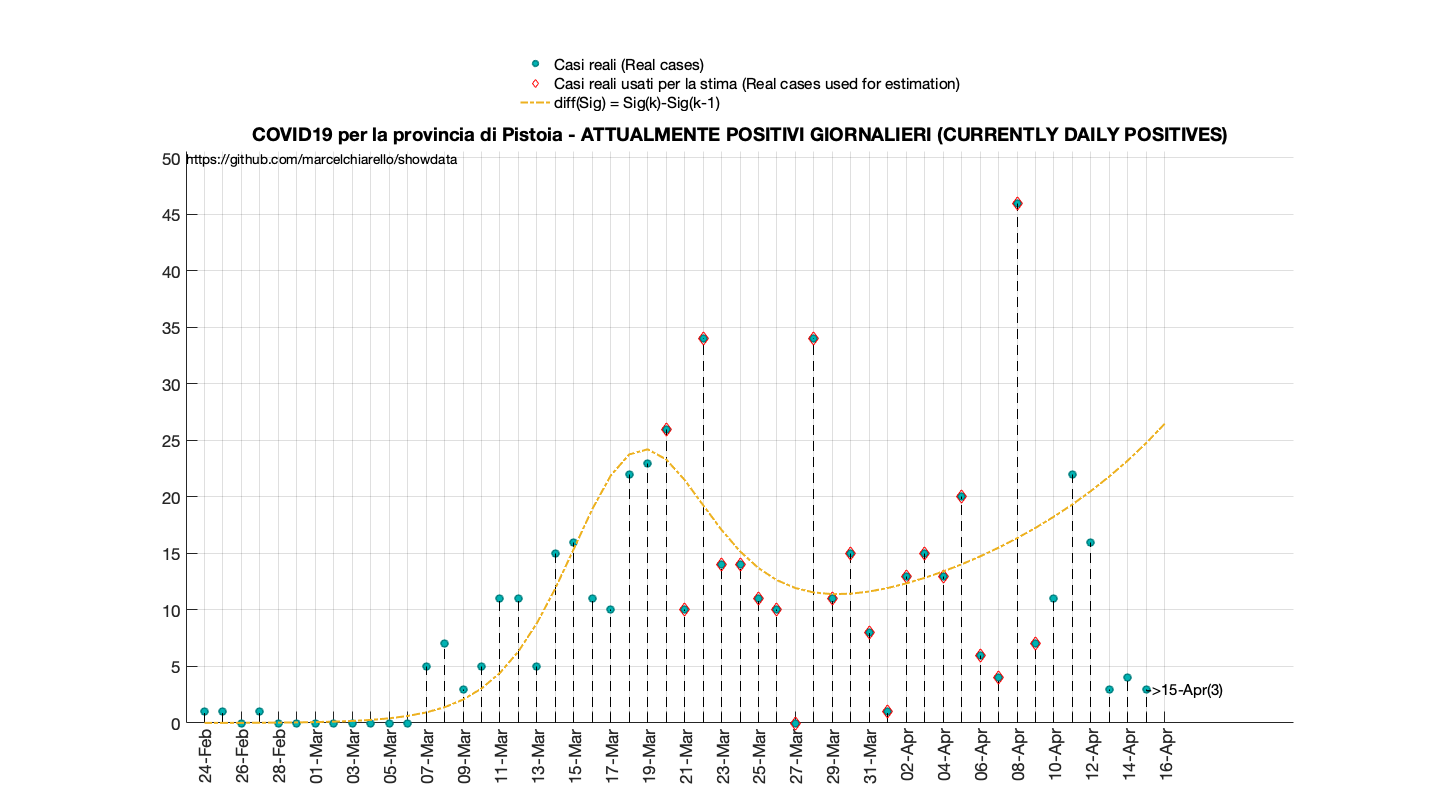 Casi reali (Real cases)
Casi reali usati per la stima (Real cases used for estimation)
diff(Sig) = Sig(k)-Sig(k-1)
COVID19 per la provincia di Pistoia - ATTUALMENTE POSITIVI GIORNALIERI (CURRENTLY DAILY POSITIVES)
https://github.com/marcelchiarello/showdata
50
45
40
35
30
25
20
15
10
5
0
->15-Apr(3)
24-Feb
26-Feb
28-Feb
01-Mar
03-Mar
05-Mar
07-Mar
09-Mar
11-Mar
13-Mar
15-Mar
17-Mar
19-Mar
21-Mar
23-Mar
25-Mar
27-Mar
29-Mar
31-Mar
02-Apr
04-Apr
06-Apr
08-Apr
10-Apr
12-Apr
14-Apr
16-Apr